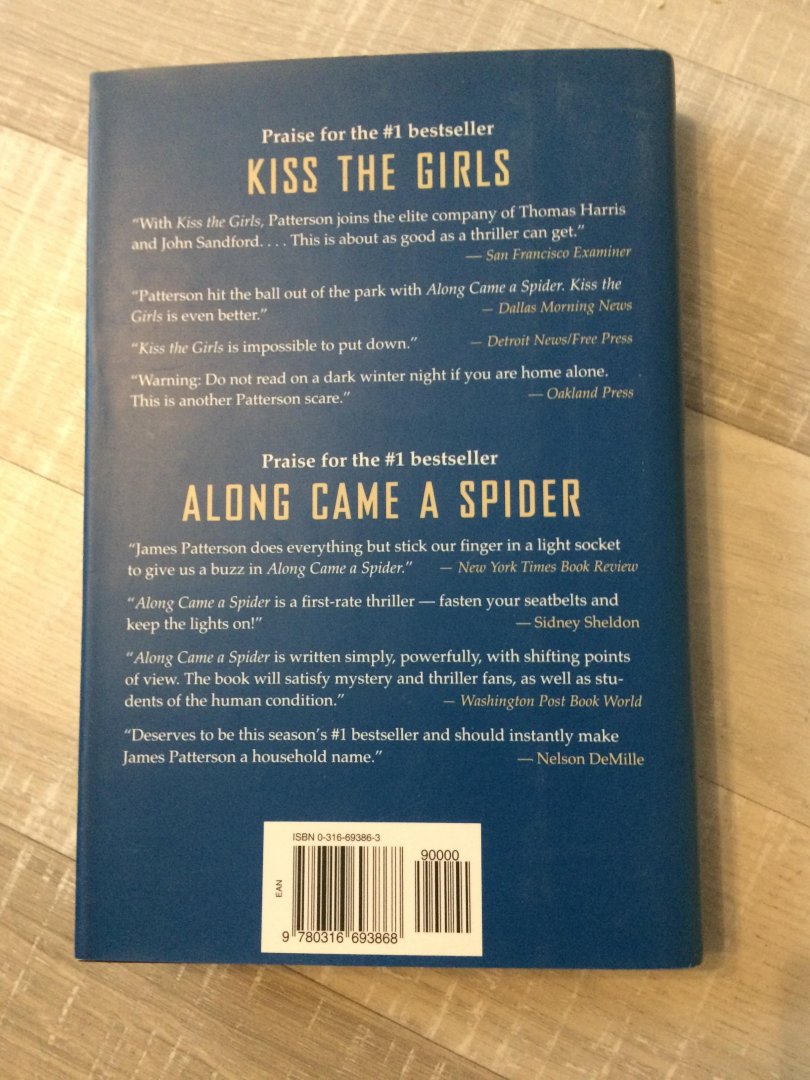 Praise for the #1 bestseller
KISS THE GIRLS
“With Kiss the Girls, Patterson joins the elite company of Thomas Harris
and John Sandford. . . . This is about as good as a thriller can get.”
— San Francisco Examiner
“Patterson hit the ball out of the park with Along Came a Spider. Kiss the
Girls is even better.” — Dallas Morning News
“Kiss the Girls is impossible to put down.” — Detroit News/Free Press
“Warning: Do not read on a dark winter night if you are home alone.
This is another Patterson scare.” — Oakland Press
Praise for the #1 bestseller
ALONG CAME A SPIDER
“James Patterson does everything but stick our finger in a light socket
to give us a buzz in Along Came a Spider.” — New York Times Book Review
“Along Came a Spider is a first-rate thriller — fasten your seatbelts and
keep the lights on!” — Sidney Sheldon
“Along Came a Spider is written simply, powerfully, with shifting points
of view. The book will satisfy mystery and thriller fans, as well as stu-
dents of the human condition.” — Washington Post Book World
“Deserves to be this season’s #1 bestseller and should instantly make
James Patterson a household name.” — Nelson DeMille
ISBN 0-316-69386-3
90000
EAN
9 780316 693868